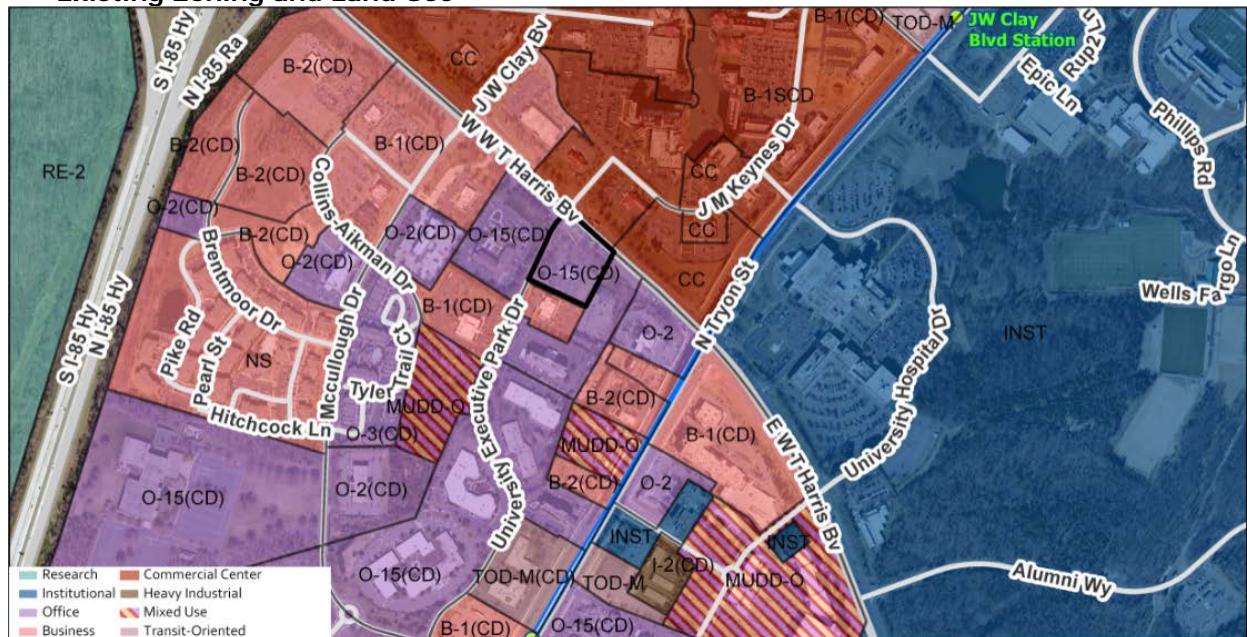 Existing Zoning and Land Use
S I-85 Hy
N I-85 Ra
B-2(CD)
CC
J W Clay Bv
B-1(CD)
TOD-M
JW Clay
Blvd Station
Epic Ln
Phillips Rd
B-1SCD
W W T Harris Bv
B-1(CD)
B-2(CD)
RE-2
B-2(CD)
Collins-Aikman Dr
CC
J M Keynes Dr
O-2(CD)
B-2(CD)
O-2(CD)
O-15(CD)
CC
Brentmoor Dr
O-2(CD)
O-15(CD)
CC
N Tryon St
Wells Fargo Ln
S I-85 Hy
N I-85 Hy
Pike Rd
Pearl St
NS
Mccullough Dr
B-1(CD)
University Executive Park Dr
O-2
University Hospital Dr
INST
Tyler Trail Ct
Hitchcock Ln
MUDD-O
B-2(CD)
O-3(CD)
MUDD-O
B-1(CD)
E W T Harris Bv
O-15(CD)
O-2(CD)
B-2(CD)
O-2
INST
INST
O-15(CD)
TOD-M(CD)
TOD-M
I-2(CD)
MUDD-O
Alumni Wy
B-1(CD)
O-15(CD)
Research
Commercial Center
Institutional
Heavy Industrial
Office
Mixed Use
Business
Transit-Oriented